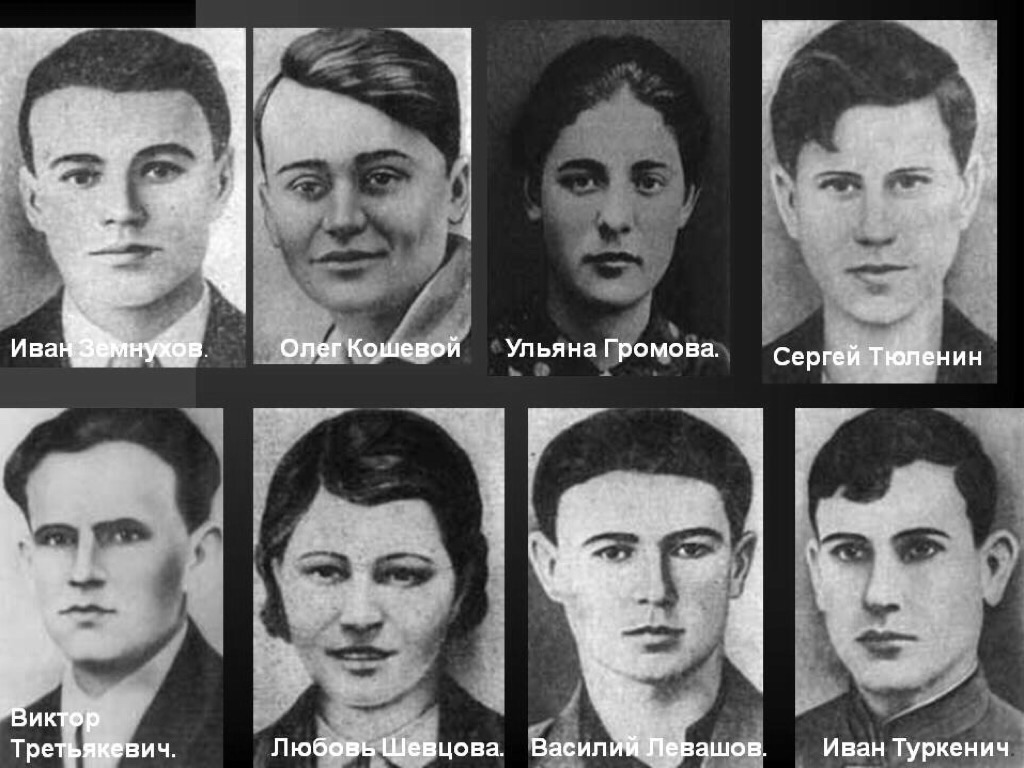 Иван Земнухов.
Олег Кошевой
Ульяна Громова.
Сергей Тюленин
Виктор
Третьякевич.
Любовь Шевцова.
Василий Левашов.
Иван Туркенич.